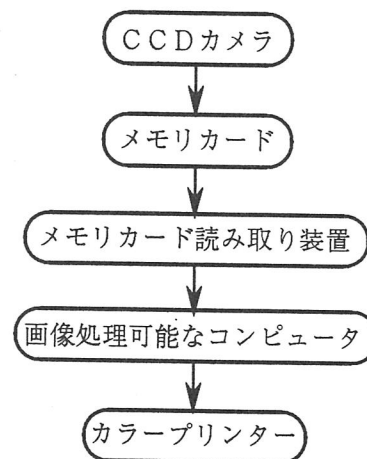 ＣＣＤカメラ
メモリカード
メモリカード読み取り装置
画像処理可能なコンピュータ
カラープリンター